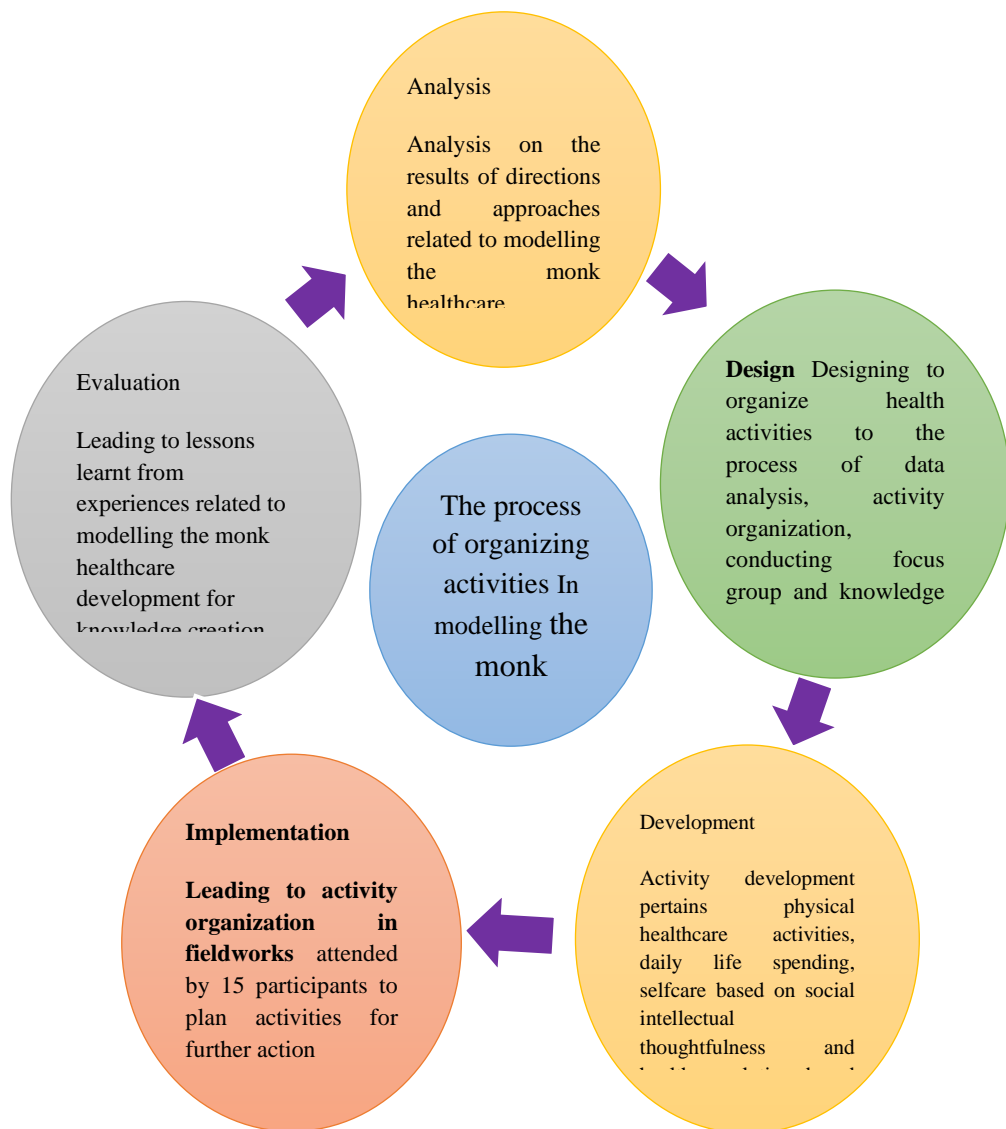 Analysis
Analysis on the
results of directions
and approaches
related to modelling
the monk
healthcare
Design Designing to
organize health
activities to the
process of data
analysis, activity
organization,
conducting focus
group and knowledge
Development
Activity development
pertains physical
healthcare activities,
daily life spending,
selfcare based on social
intellectual
thoughtfulness and
Implementation
Leading to activity
organization in
fieldworks attended
by 15 participants to
plan activities for
further action
Evaluation
Leading to lessons
learnt from
experiences related to
modelling the monk
healthcare
development for
knowledge creation
The process
of organizing
activities In
modelling the
monk